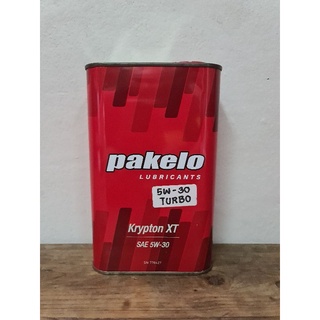 pakelo
LUBRICANTS
5W-30
TURBO
Krypton XT
SAE 5W-30